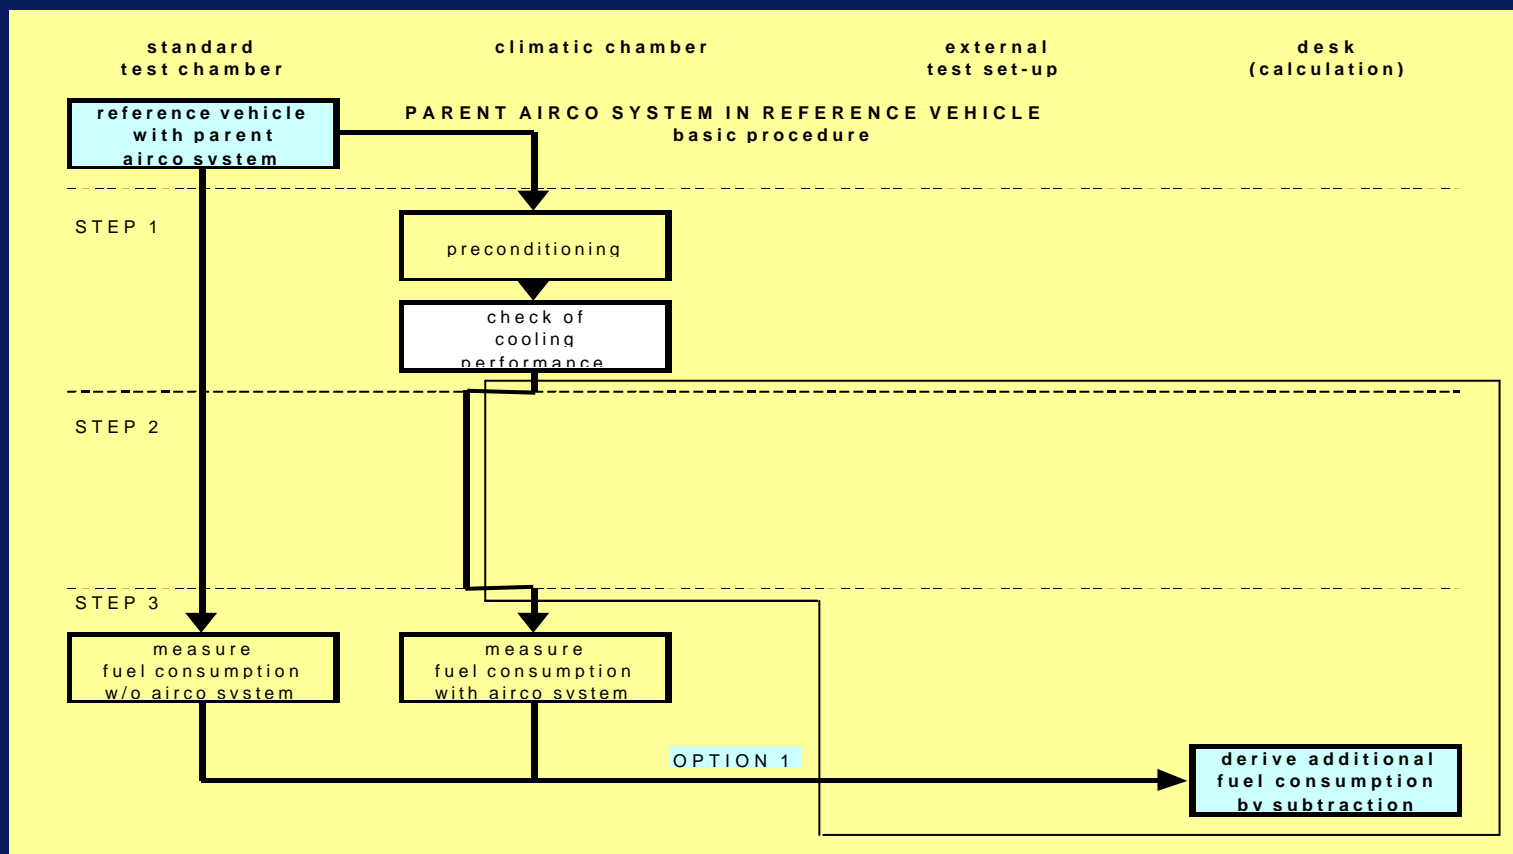 standard
test chamber
climatic chamber
external
test set-up
desk
(calculation)
reference vehicle
with parent
airco system
PARENT AIRCO SYSTEM IN REFERENCE VEHICLE
basic procedure
STEP 1
preconditioning
check of
cooling
performance
STEP 2
STEP 3
measure
fuel consumption
w/o airco system
measure
fuel consumption
with airco system
OPTION 1
derive additional
fuel consumption
by subtraction